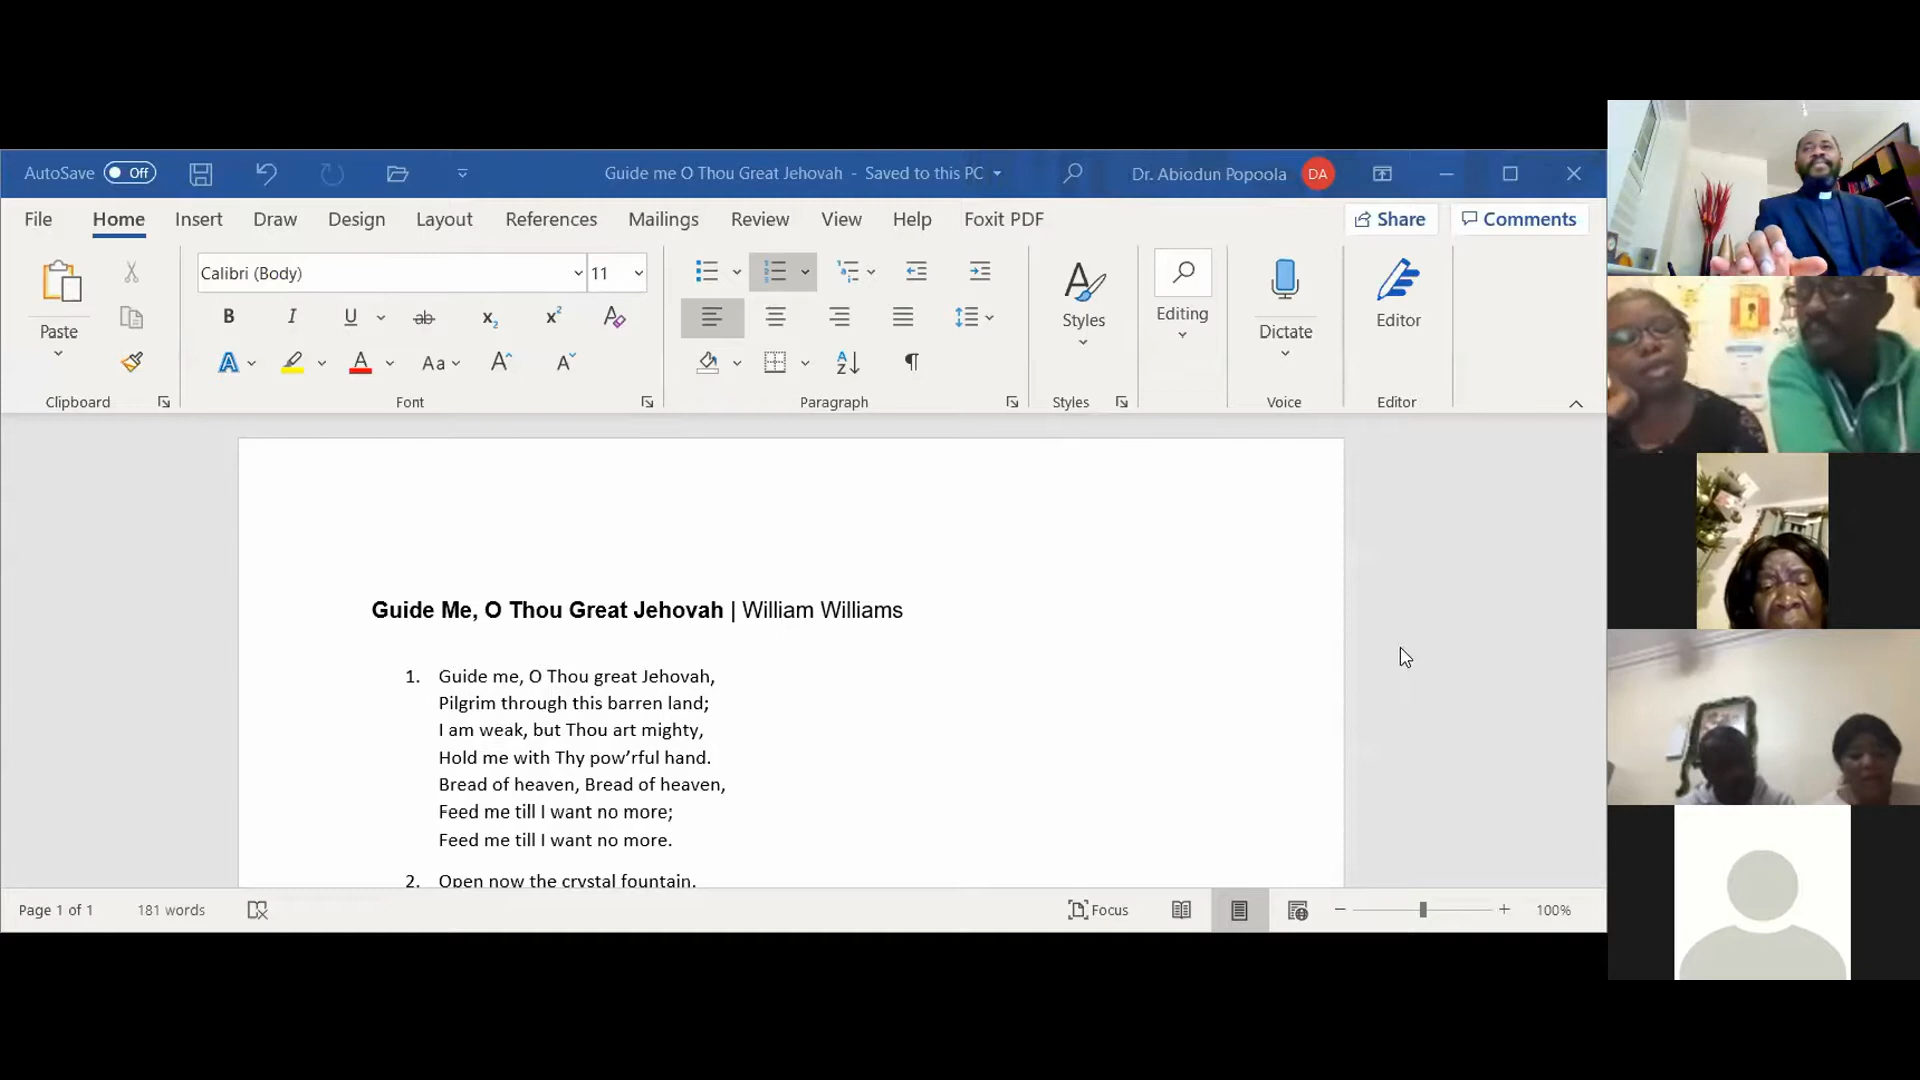 AutoSave Off Guide me O Thou Great Jehovah - Saved to this PC Dr. Abiodun Popoola DA
File Home Insert Draw Design Layout References Mailings Review View Help Foxit PDF Share Comments
Calibri (Body) 11
Paste Styles Editing Dictate Editor
Clipboard Font Paragraph Styles Voice Editor
Guide Me, O Thou Great Jehovah | William Williams
1. Guide me, O Thou great Jehovah,
Pilgrim through this barren land;
I am weak, but Thou art mighty,
Hold me with Thy pow’rful hand.
Bread of heaven, Bread of heaven,
Feed me till I want no more;
Feed me till I want no more.
2. Open now the crystal fountain,
Page 1 of 1 181 words Focus 100%